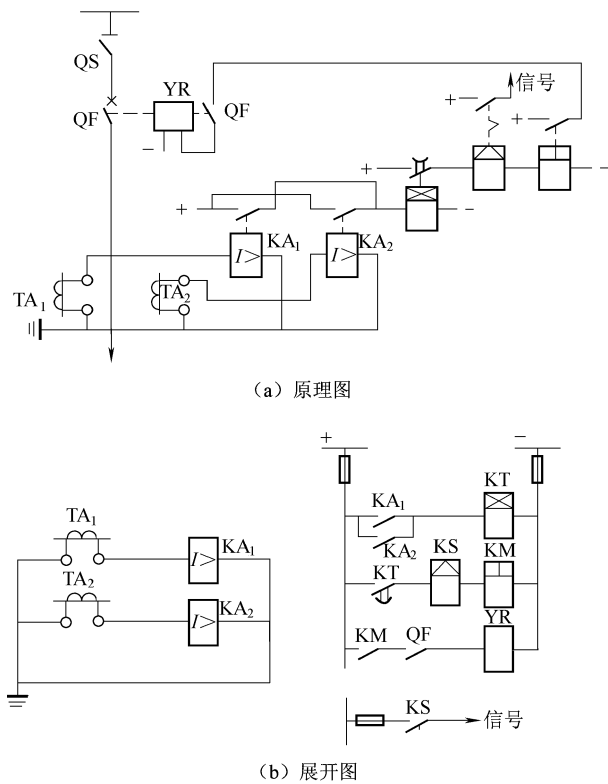 QS
信号
YR
QF
QF
+
+
−
+
−
+
−
I>
KA₁
I>
KA₂
TA₁
TA₂
(a) 原理图
+
−
KA₁
KT
KA₂
TA₁
I>
KA₁
KT
KS
KM
TA₂
I>
KA₂
KM
QF
YR
KS
信号
(b) 展开图